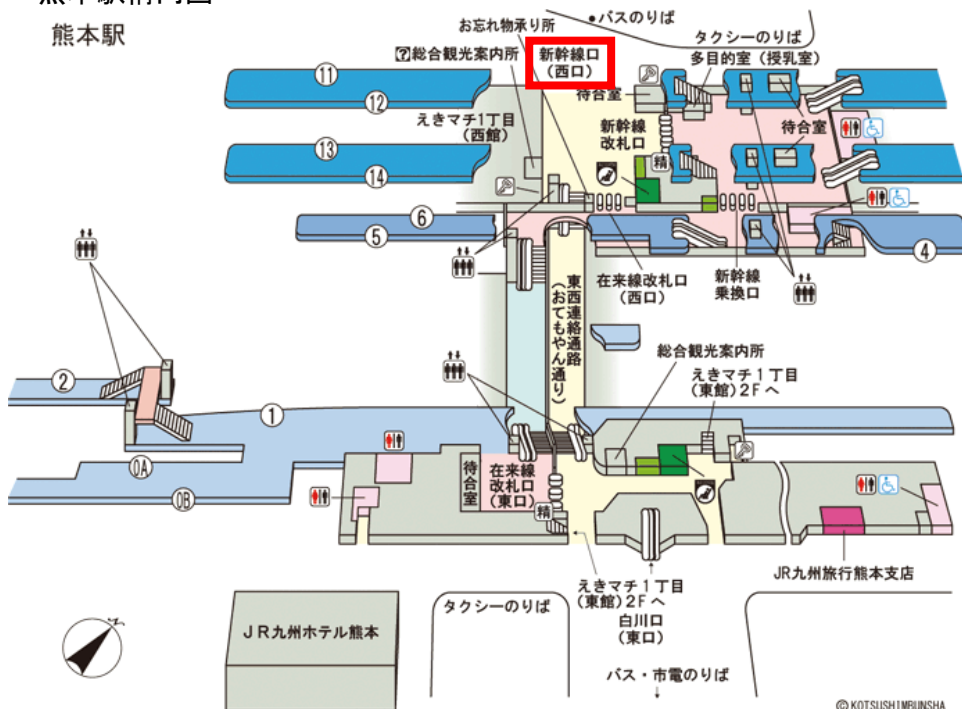 熊本駅
お忘れ物承り所
●バスのりば
タクシーのりば
?総合観光案内所
新幹線口
(西口)
多目的室(授乳室)
⑪
⑫
待合室
えきマチ1丁目
(西館)
新幹線
改札口
待合室
⑬
⑭
精
⑥
⑤
④
在来線改札口
(西口)
新幹線
乗換口
東西連絡通路
(おてもやん通り)
総合観光案内所
えきマチ1丁目
(東館)2Fへ
②
①
0A
0B
待合室
在来線
改札口
(東口)
精
JR九州旅行熊本支店
えきマチ1丁目
(東館)2Fへ
白川口
(東口)
タクシーのりば
JR九州ホテル熊本
バス・市電のりば
N
©KOTSUSHIMBUNSHA